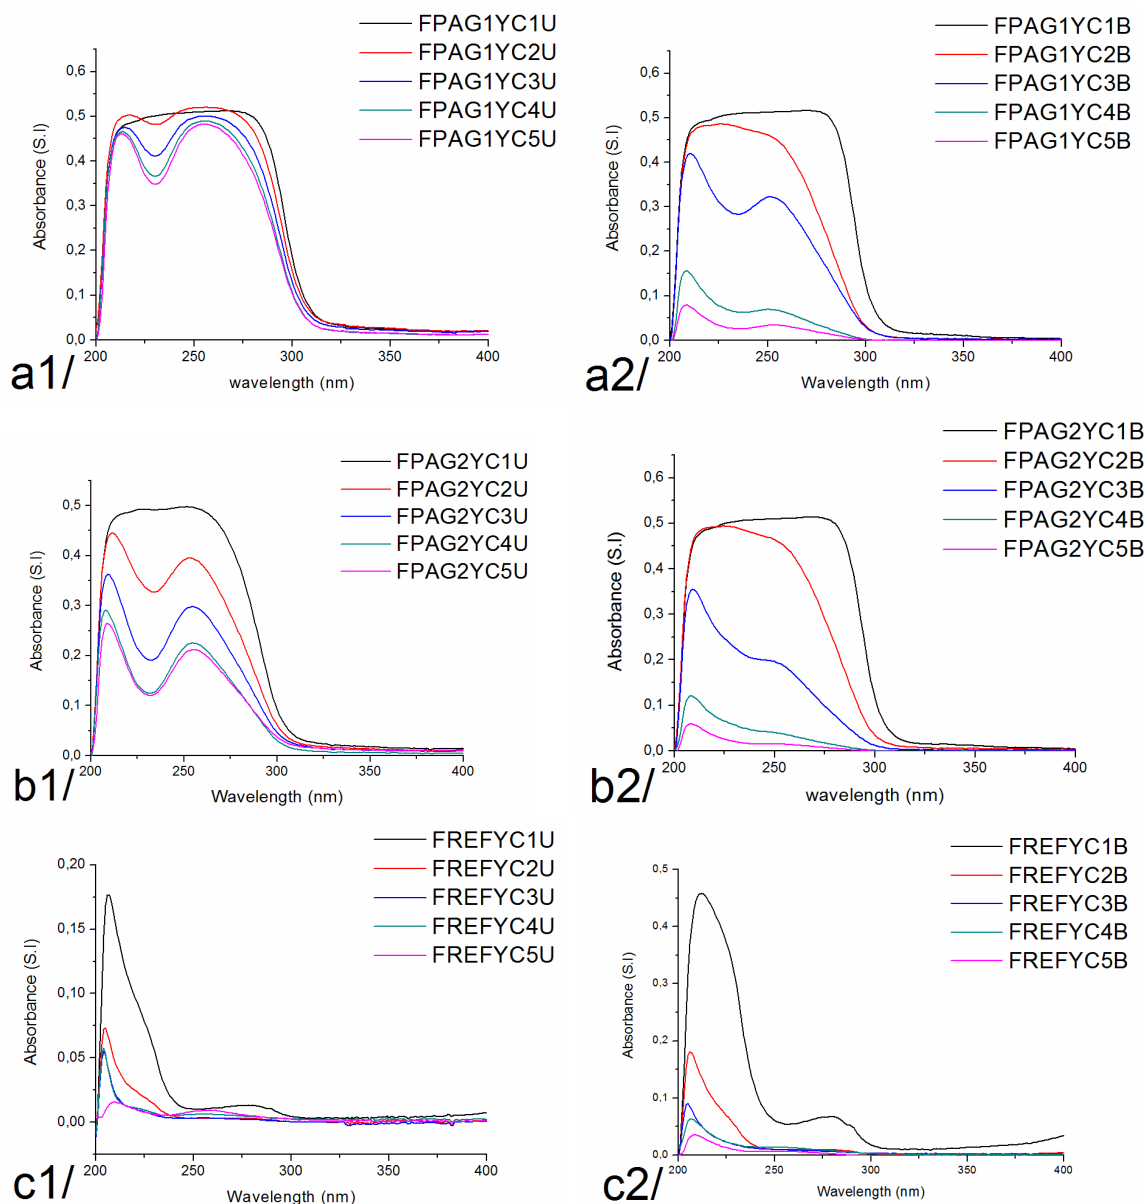 FPAG1YC1U
FPAG1YC2U
FPAG1YC3U
FPAG1YC4U
FPAG1YC5U
Absorbance (S.I)
0,6
0,5
0,4
0,3
0,2
0,1
0,0
200 250 300 350 400
wavelength (nm)
a1/
FPAG1YC1B
FPAG1YC2B
FPAG1YC3B
FPAG1YC4B
FPAG1YC5B
Absorbance (S.I)
0,6
0,5
0,4
0,3
0,2
0,1
0,0
200 250 300 350 400
Wavelength (nm)
a2/
FPAG2YC1U
FPAG2YC2U
FPAG2YC3U
FPAG2YC4U
FPAG2YC5U
Absorbance (S.I)
0,5
0,4
0,3
0,2
0,1
0,0
200 250 300 350 400
Wavelength (nm)
b1/
FPAG2YC1B
FPAG2YC2B
FPAG2YC3B
FPAG2YC4B
FPAG2YC5B
Absorbance (S.I)
0,6
0,5
0,4
0,3
0,2
0,1
0,0
200 250 300 350 400
wavelength (nm)
b2/
FREFYC1U
FREFYC2U
FREFYC3U
FREFYC4U
FREFYC5U
Absorbance (S.I)
0,20
0,15
0,10
0,05
0,00
200 250 300 350 400
Wavelength (nm)
c1/
FREFYC1B
FREFYC2B
FREFYC3B
FREFYC4B
FREFYC5B
Absorbance (S.I)
0,5
0,4
0,3
0,2
0,1
0,0
200 250 300 350 400
Wavelength (nm)
c2/